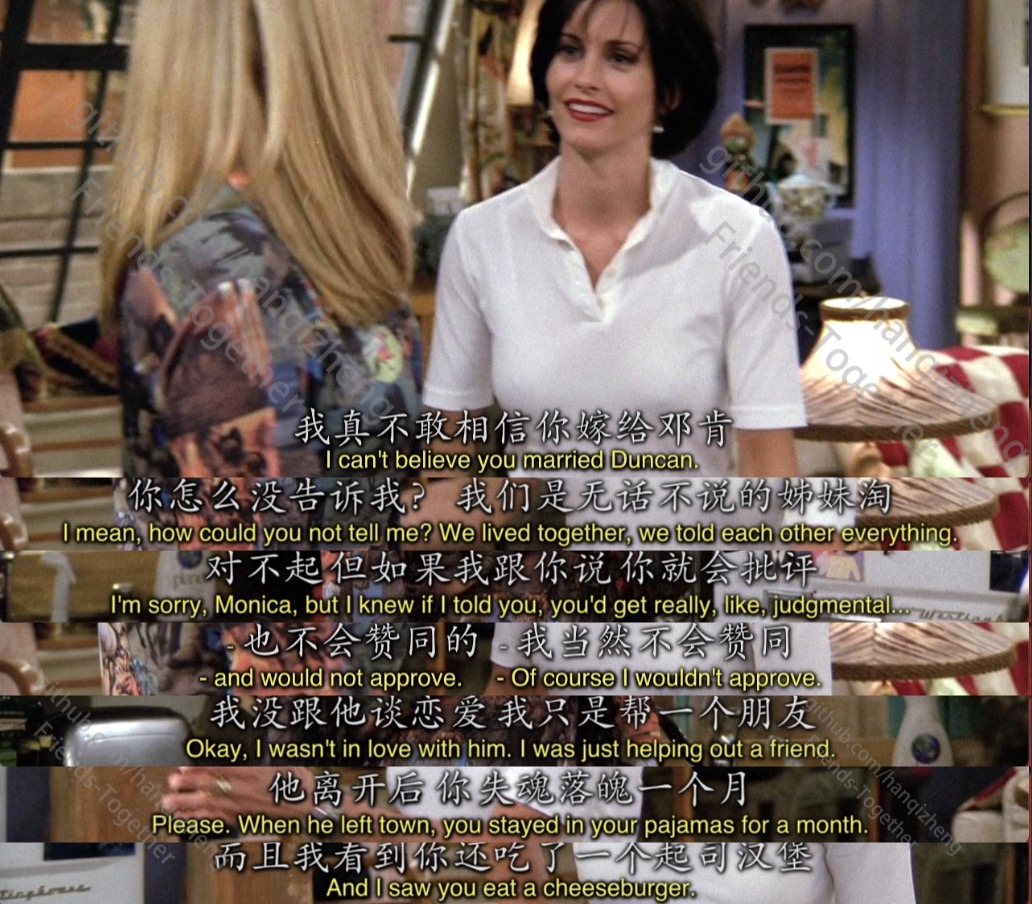 我真不敢相信你嫁给邓肯
I can't believe you married Duncan.
你怎么没告诉我？ 我们是无话不说的姊妹淘
I mean, how could you not tell me? We lived together, we told each other everything.
对不起但如果我跟你说你就会批评
I'm sorry, Monica, but I knew if I told you, you'd get really, like, judgmental...
- 也不会赞同的 - 我当然不会赞同
- and would not approve. - Of course I wouldn't approve.
我没跟他谈恋爱我只是帮一个朋友
Okay, I wasn't in love with him. I was just helping out a friend.
他离开后 你失魂落魄一个月
Please. When he left town, you stayed in your pajamas for a month.
而且我看到你还吃了一个起司汉堡
And I saw you eat a cheeseburger.
github.com/hanqizheng
Friends-Together